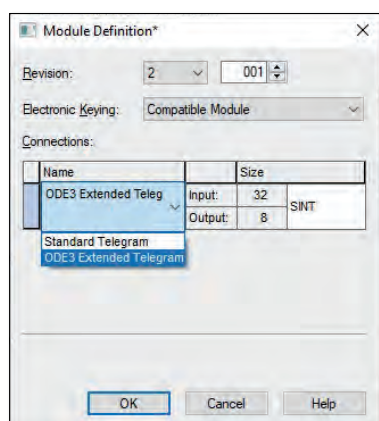 Module Definition*
Revision: 2 001
Electronic Keying: Compatible Module
Connections:
Name Size
ODE3 Extended Teleg Input: 32 SINT
Output: 8
Standard Telegram
ODE3 Extended Telegram
OK Cancel Help